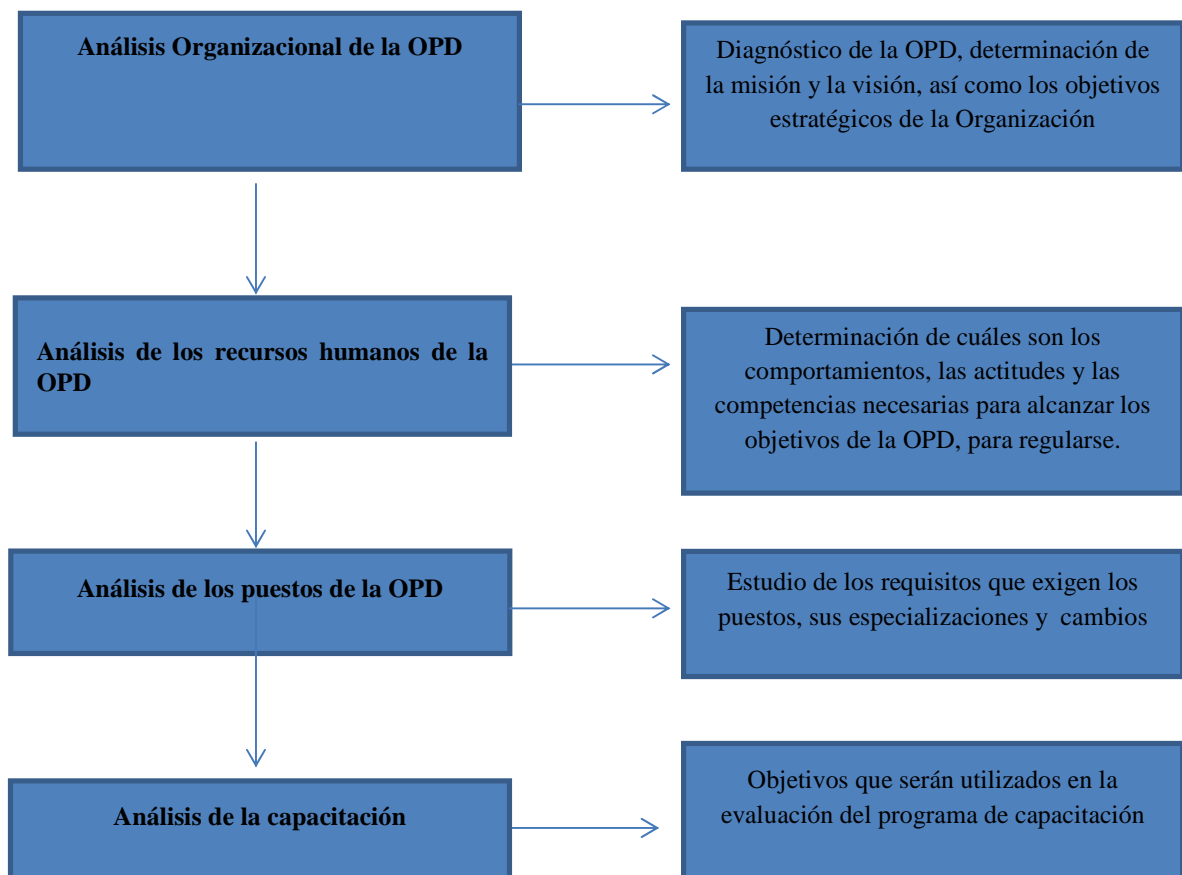 Análisis Organizacional de la OPD
Diagnóstico de la OPD, determinación de
la misión y la visión, así como los objetivos
estratégicos de la Organización
Análisis de los recursos humanos de la
OPD
Determinación de cuáles son los
comportamientos, las actitudes y las
competencias necesarias para alcanzar los
objetivos de la OPD, para regularse.
Análisis de los puestos de la OPD
Estudio de los requisitos que exigen los
puestos, sus especializaciones y cambios
Análisis de la capacitación
Objetivos que serán utilizados en la
evaluación del programa de capacitación